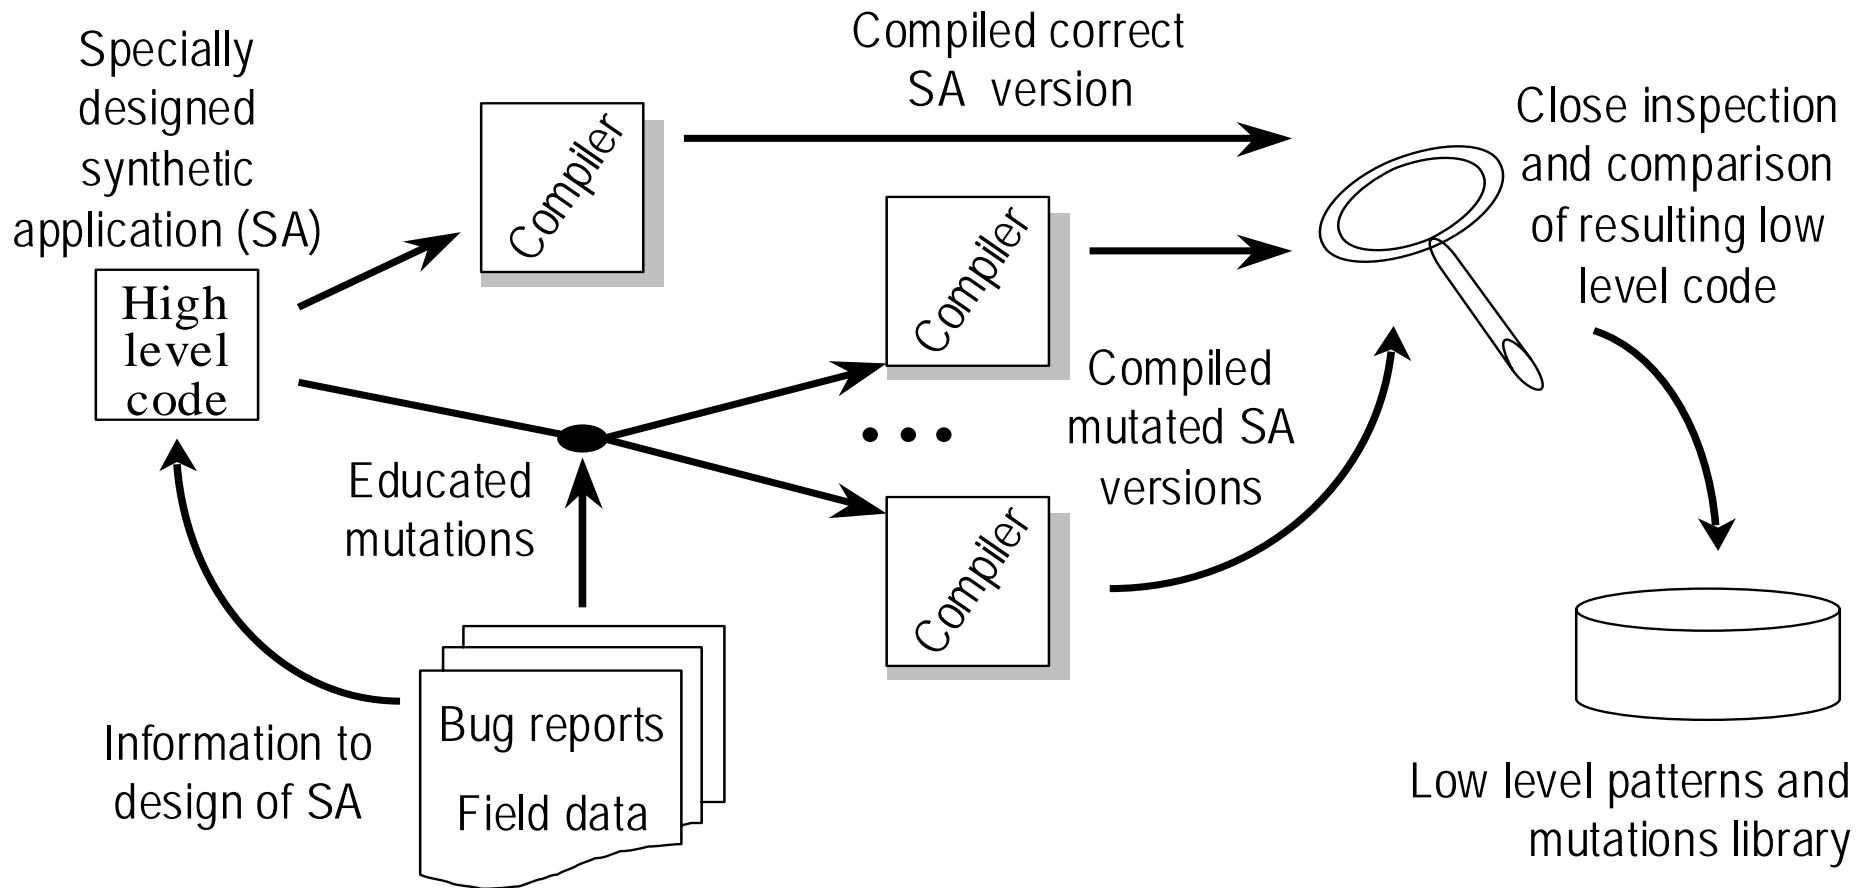 Specially
designed
synthetic
application (SA)
High
level
code
Compiler
Compiled correct
SA version
Compiler
Compiled
mutated SA
versions
Compiler
Close inspection
and comparison
of resulting low
level code
Educated
mutations
Information to
design of SA
Bug reports
Field data
Low level patterns and
mutations library